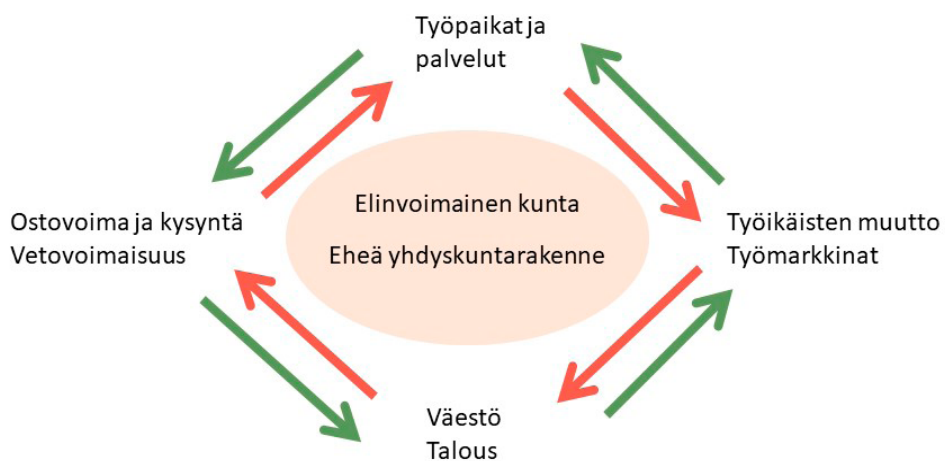 Työpaikat ja
palvelut
Elinvoimainen kunta
Eheä yhdyskuntarakenne
Ostovoima ja kysyntä
Vetovoimaisuus
Työikäisten muutto
Työmarkkinat
Väestö
Talous